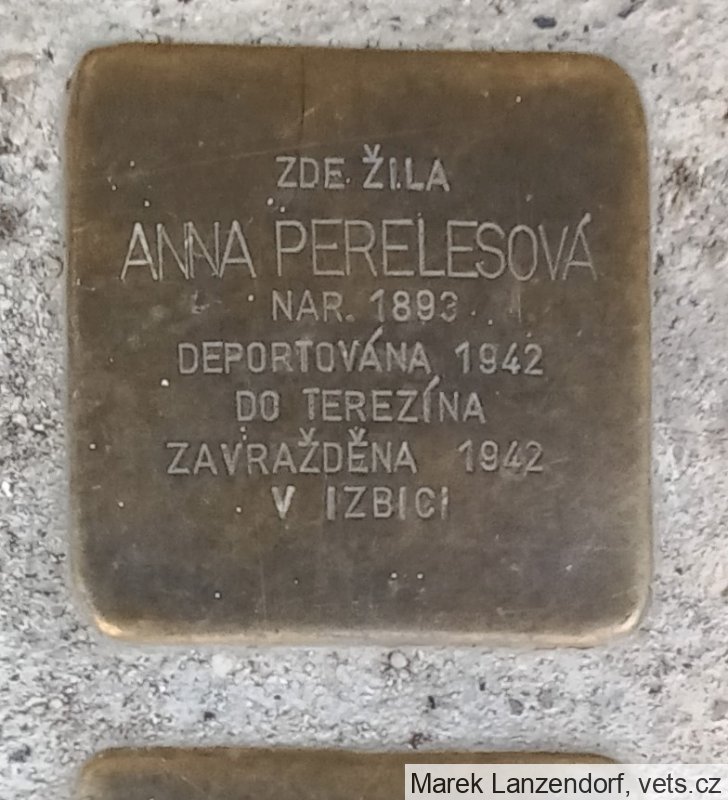 ZDE ŽILA
ANNA PERELESOVÁ
NAR. 1893
DEPORTOVÁNA 1942
DO TEREZÍNA
ZAVRAŽDĚNA 1942
V IZBICI
Marek Lanzendorf, vets.cz